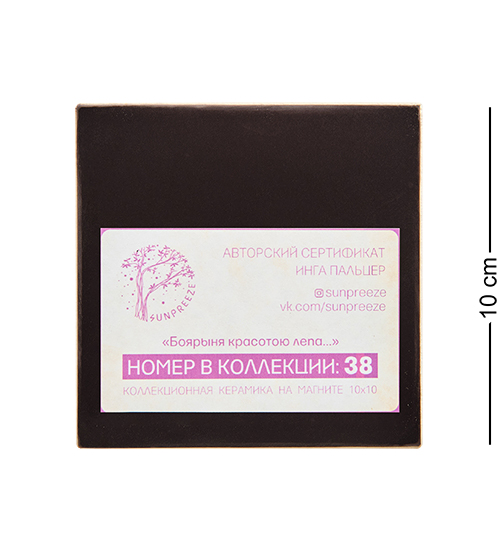 АВТОРСКИЙ СЕРТИФИКАТ
ИНГА ПАЛЬЦЕР
sunpreeze
vk.com/sunpreeze
SUNPREEZE
«Боярыня красотою лепа...»
НОМЕР В КОЛЛЕКЦИИ: 38
КОЛЛЕКЦИОННАЯ КЕРАМИКА НА МАГНИТЕ 10х10
10 cm